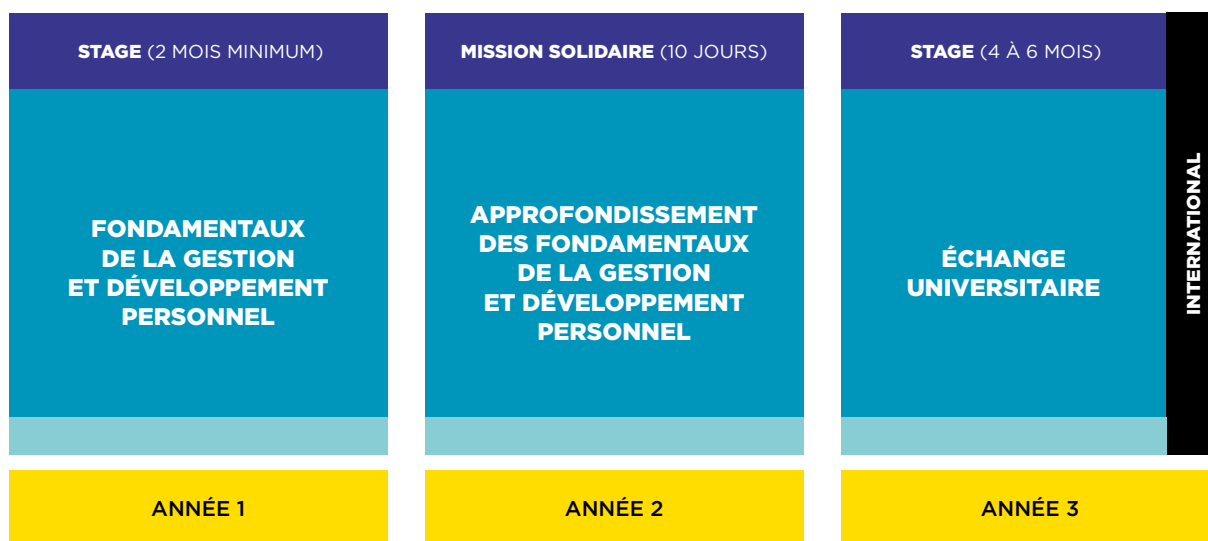 STAGE (2 MOIS MINIMUM)
FONDAMENTAUX
DE LA GESTION
ET DÉVELOPPEMENT
PERSONNEL
ANNÉE 1
MISSION SOLIDAIRE (10 JOURS)
APPROFONDISSEMENT
DES FONDAMENTAUX
DE LA GESTION
ET DÉVELOPPEMENT
PERSONNEL
ANNÉE 2
STAGE (4 À 6 MOIS)
ÉCHANGE
UNIVERSITAIRE
INTERNATIONAL
ANNÉE 3